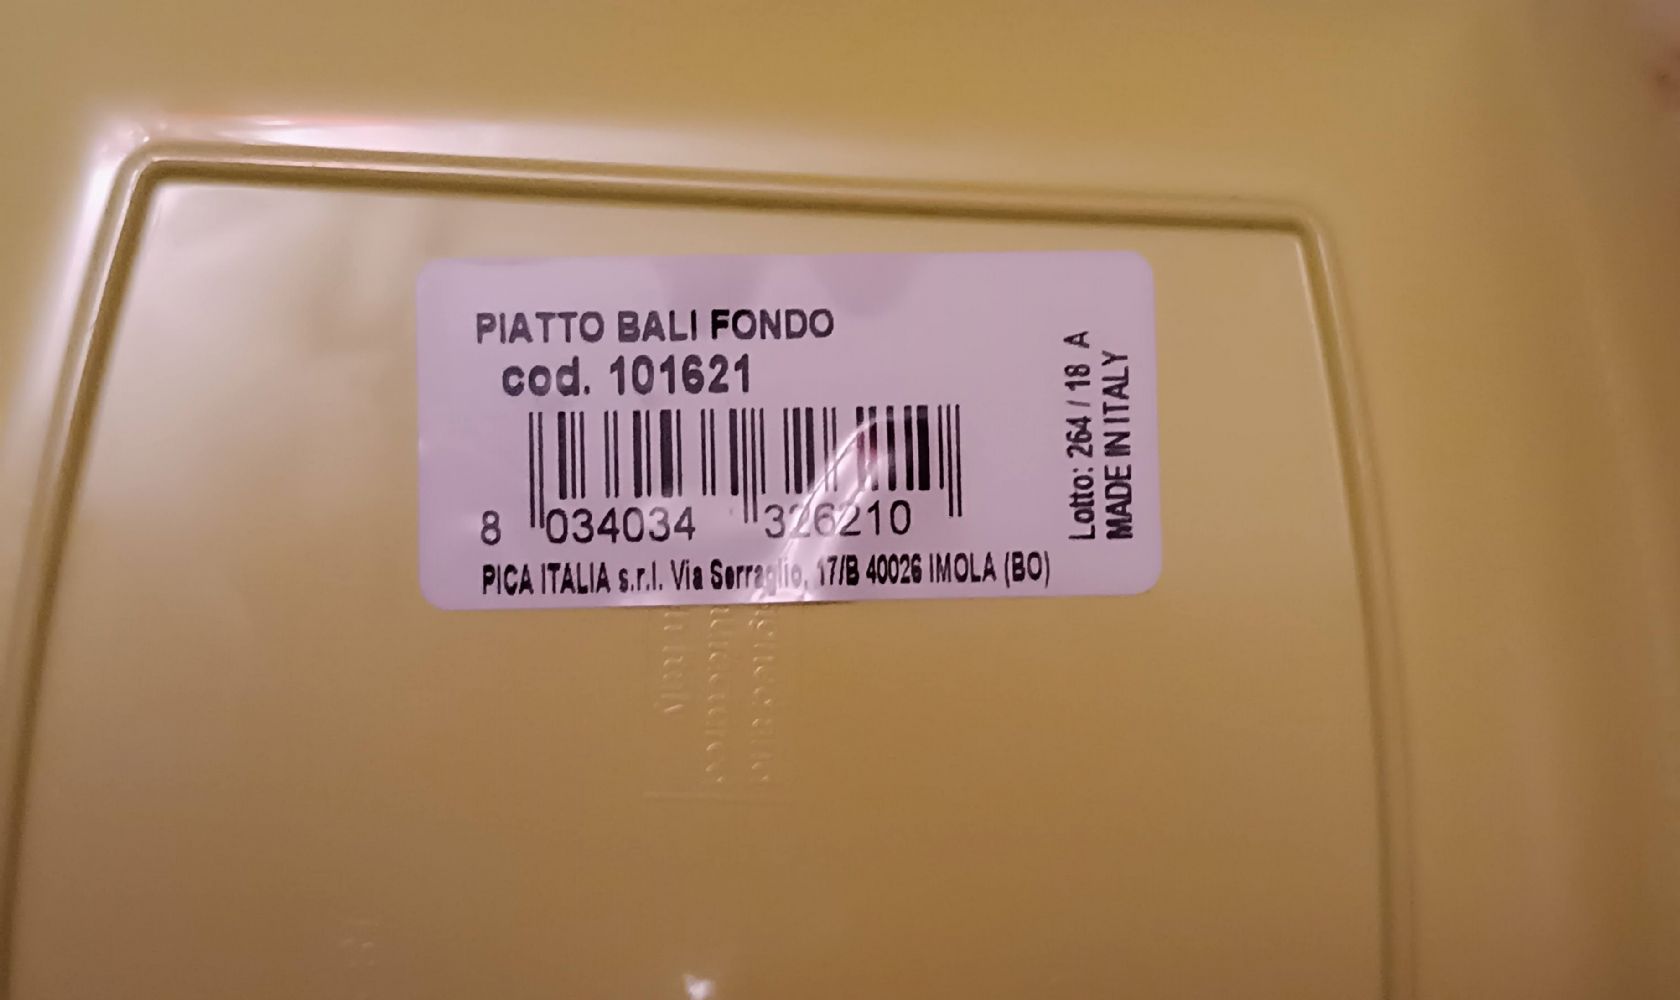 PIATTO BALI FONDO
cod. 101621
8 034034 326210
PICA ITALIA s.r.l. Via Serraglio, 17/B 40026 IMOLA (BO)
Lotto: 264 / 18 A
MADE IN ITALY